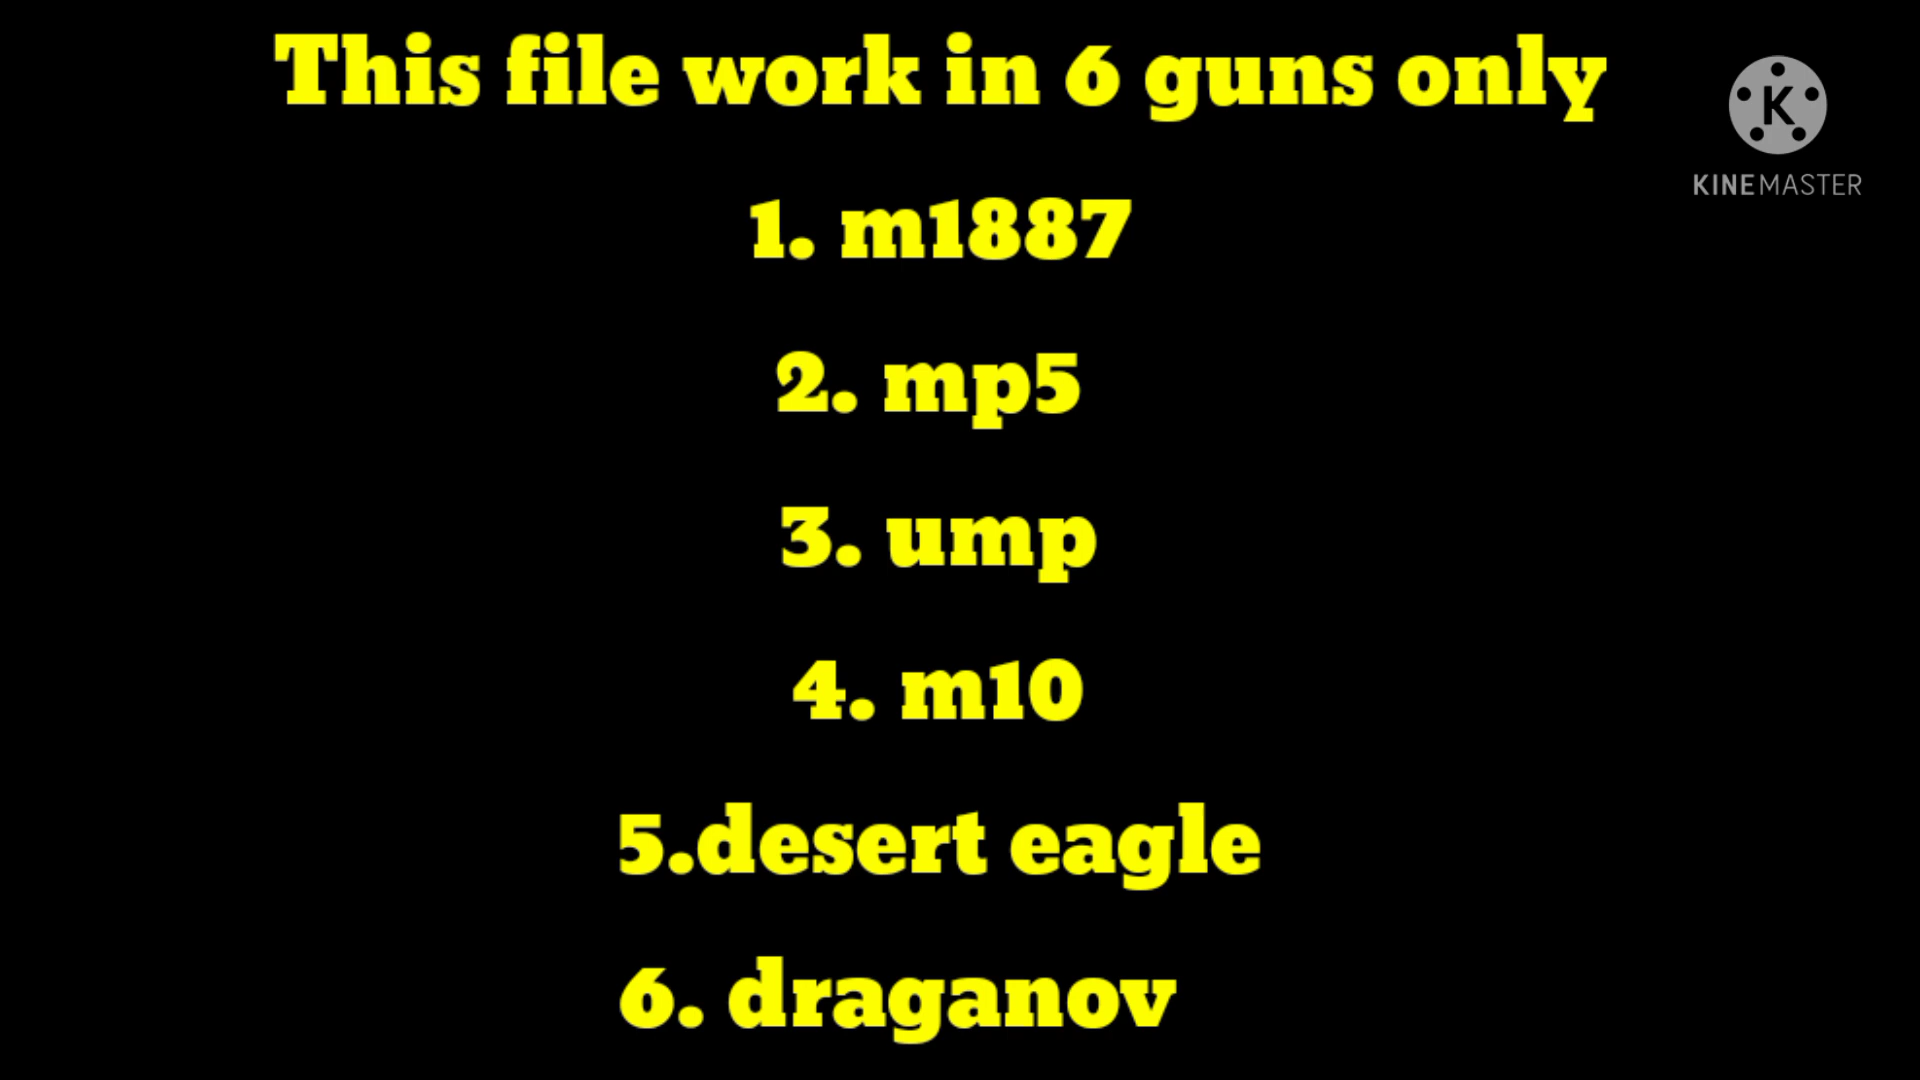 This file work in 6 guns only
KINEMASTER
1. m1887
2. mp5
3. ump
4. m10
5.desert eagle
6. draganov